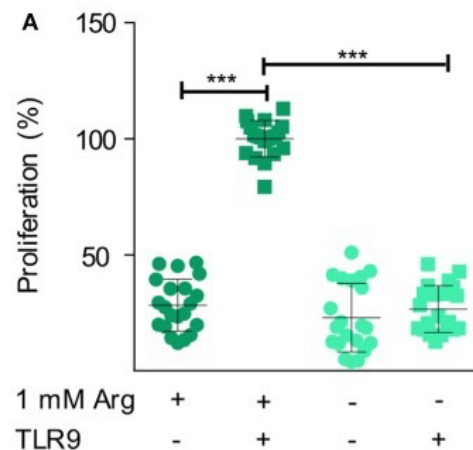 A
150
***
***
100
Proliferation (%)
50
1 mM Arg + + - -
TLR9 - + - +